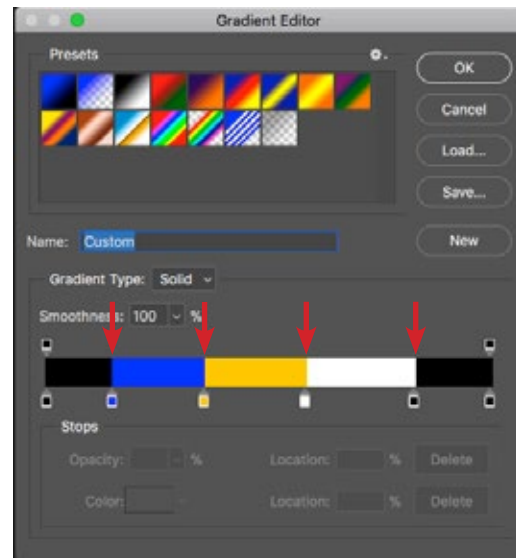 Gradient Editor
Presets
OK
Cancel
Load...
Save...
Name: Custom
New
Gradient Type: Solid
Smoothness: 100 %
Stops
Opacity: % Location: % Delete
Color: Location: % Delete